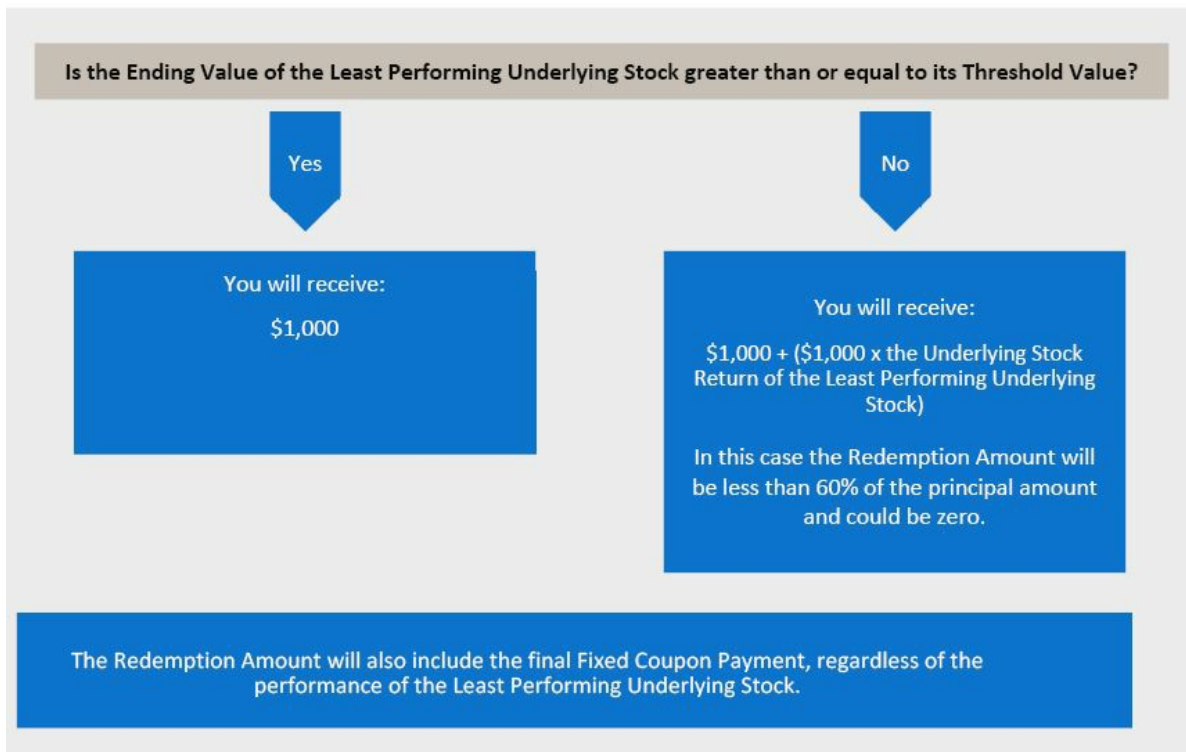 Is the Ending Value of the Least Performing Underlying Stock greater than or equal to its Threshold Value?
Yes
No
You will receive:
$1,000
You will receive:
$1,000 + ($1,000 x the Underlying Stock
Return of the Least Performing Underlying
Stock)
In this case the Redemption Amount will
be less than 60% of the principal amount
and could be zero.
The Redemption Amount will also include the final Fixed Coupon Payment, regardless of the
performance of the Least Performing Underlying Stock.